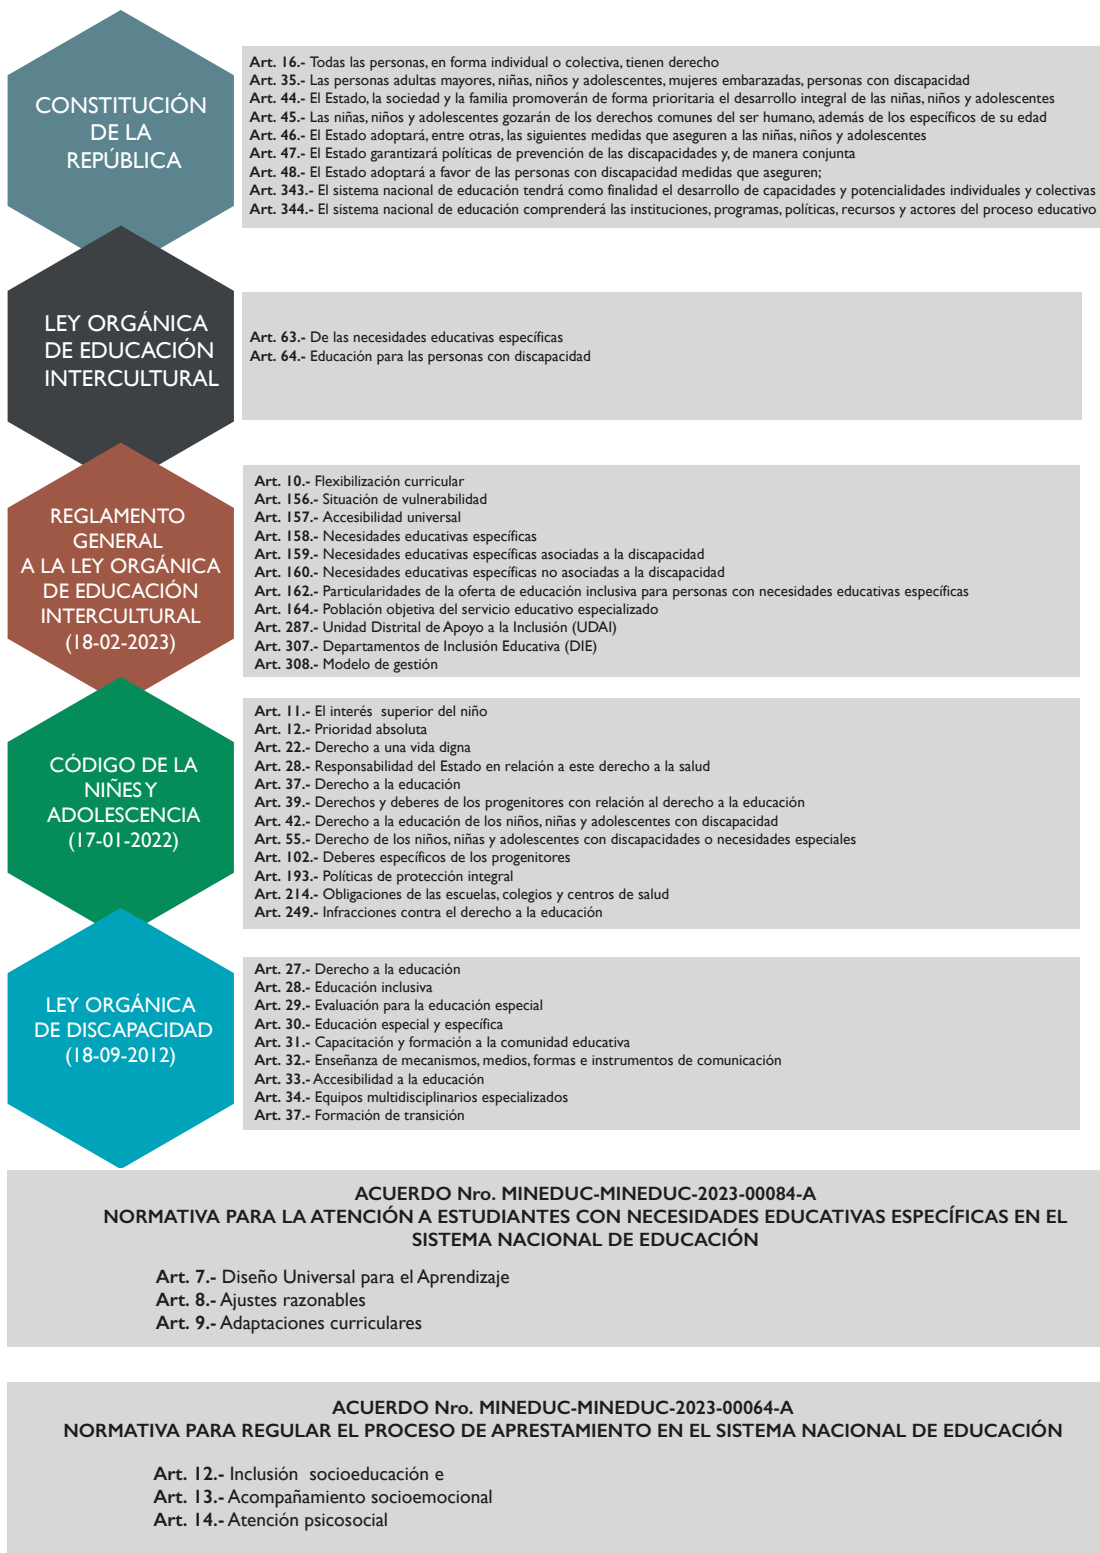 CONSTITUCIÓN
DE LA
REPÚBLICA
Art. 16.- Todas las personas, en forma individual o colectiva, tienen derecho
Art. 35.- Las personas adultas mayores, niñas, niños y adolescentes, mujeres embarazadas, personas con discapacidad
Art. 44.- El Estado, la sociedad y la familia promoverán de forma prioritaria el desarrollo integral de las niñas, niños y adolescentes
Art. 45.- Las niñas, niños y adolescentes gozarán de los derechos comunes del ser humano, además de los específicos de su edad
Art. 46.- El Estado adoptará, entre otras, las siguientes medidas que aseguren a las niñas, niños y adolescentes
Art. 47.- El Estado garantizará políticas de prevención de las discapacidades y, de manera conjunta
Art. 48.- El Estado adoptará a favor de las personas con discapacidad medidas que aseguren;
Art. 343.- El sistema nacional de educación tendrá como finalidad el desarrollo de capacidades y potencialidades individuales y colectivas
Art. 344.- El sistema nacional de educación comprenderá las instituciones, programas, políticas, recursos y actores del proceso educativo
LEY ORGÁNICA
DE EDUCACIÓN
INTERCULTURAL
Art. 63.- De las necesidades educativas específicas
Art. 64.- Educación para las personas con discapacidad
REGLAMENTO
GENERAL
A LA LEY ORGÁNICA
DE EDUCACIÓN
INTERCULTURAL
(18-02-2023)
Art. 10.- Flexibilización curricular
Art. 156.- Situación de vulnerabilidad
Art. 157.- Accesibilidad universal
Art. 158.- Necesidades educativas específicas
Art. 159.- Necesidades educativas específicas asociadas a la discapacidad
Art. 160.- Necesidades educativas específicas no asociadas a la discapacidad
Art. 162.- Particularidades de la oferta de educación inclusiva para personas con necesidades educativas específicas
Art. 164.- Población objetiva del servicio educativo especializado
Art. 287.- Unidad Distrital de Apoyo a la Inclusión (UDAI)
Art. 307.- Departamentos de Inclusión Educativa (DIE)
Art. 308.- Modelo de gestión
CÓDIGO DE LA
NIÑES Y
ADOLESCENCIA
(17-01-2022)
Art. 11.- El interés superior del niño
Art. 12.- Prioridad absoluta
Art. 22.- Derecho a una vida digna
Art. 28.- Responsabilidad del Estado en relación a este derecho a la salud
Art. 37.- Derecho a la educación
Art. 39.- Derechos y deberes de los progenitores con relación al derecho a la educación
Art. 42.- Derecho a la educación de los niños, niñas y adolescentes con discapacidad
Art. 55.- Derecho de los niños, niñas y adolescentes con discapacidades o necesidades especiales
Art. 102.- Deberes específicos de los progenitores
Art. 193.- Políticas de protección integral
Art. 214.- Obligaciones de las escuelas, colegios y centros de salud
Art. 249.- Infracciones contra el derecho a la educación
LEY ORGÁNICA
DE DISCAPACIDAD
(18-09-2012)
Art. 27.- Derecho a la educación
Art. 28.- Educación inclusiva
Art. 29.- Evaluación para la educación especial
Art. 30.- Educación especial y específica
Art. 31.- Capacitación y formación a la comunidad educativa
Art. 32.- Enseñanza de mecanismos, medios, formas e instrumentos de comunicación
Art. 33.- Accesibilidad a la educación
Art. 34.- Equipos multidisciplinarios especializados
Art. 37.- Formación de transición
ACUERDO Nro. MINEDUC-MINEDUC-2023-00084-A
NORMATIVA PARA LA ATENCIÓN A ESTUDIANTES CON NECESIDADES EDUCATIVAS ESPECÍFICAS EN EL
SISTEMA NACIONAL DE EDUCACIÓN
Art. 7.- Diseño Universal para el Aprendizaje
Art. 8.- Ajustes razonables
Art. 9.- Adaptaciones curriculares
ACUERDO Nro. MINEDUC-MINEDUC-2023-00064-A
NORMATIVA PARA REGULAR EL PROCESO DE APRESTAMIENTO EN EL SISTEMA NACIONAL DE EDUCACIÓN
Art. 12.- Inclusión socioeducación e
Art. 13.- Acompañamiento socioemocional
Art. 14.- Atención psicosocial